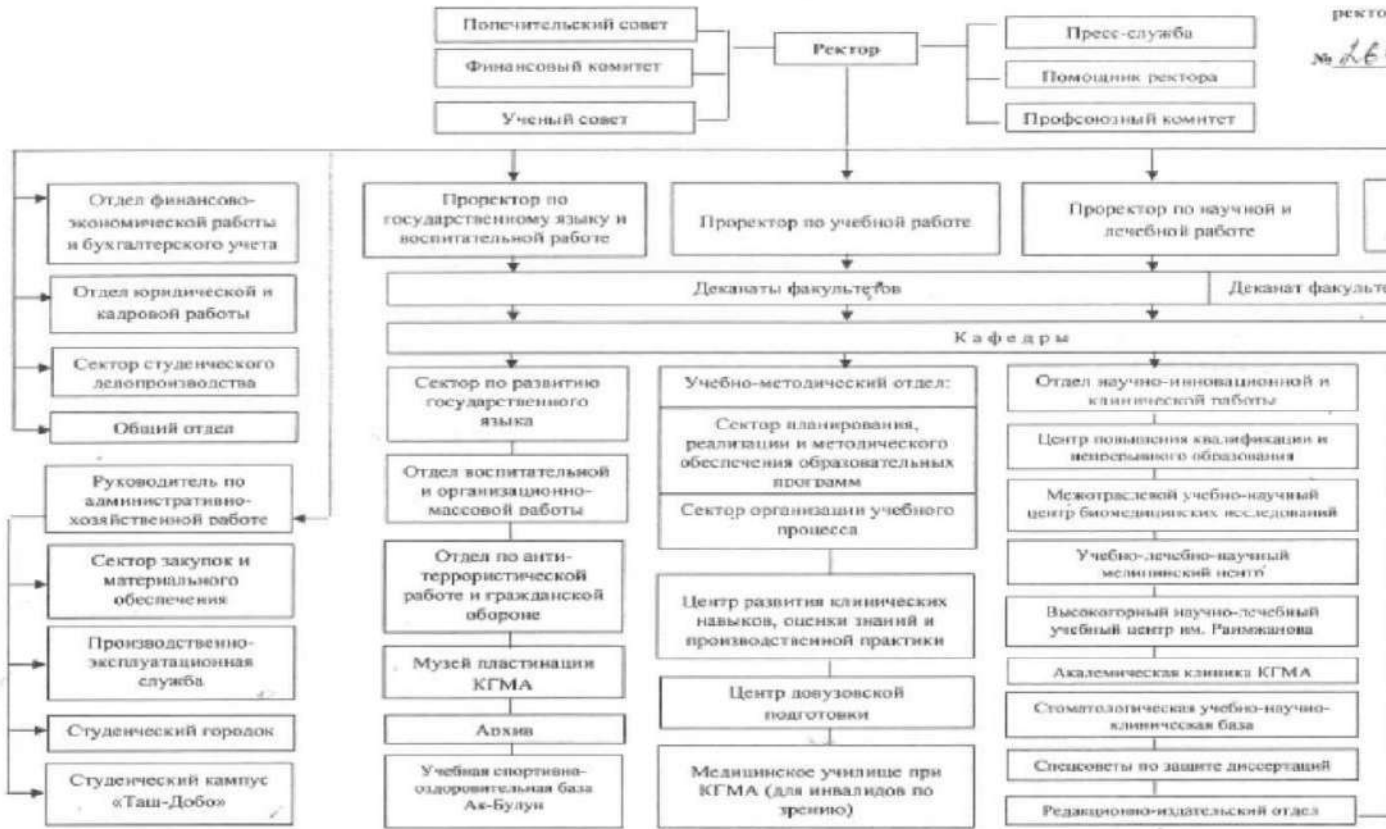 Попечительский совет
Финансовый комитет
Ученый совет
Ректор
Пресс-служба
Помощник ректора
Профсоюзный комитет
№
Отдел финансово-
экономической работы
и бухгалтерского учета
Отдел юридической и
кадровой работы
Сектор студенческого
делопроизводства
Общий отдел
Руководитель по
административно-
хозяйственной работе
Сектор закупок и
материального
обеспечения
Производственно-
эксплуатационная
служба
Студенческий городок
Студенческий кампус
«Таш-Добо»
Проректор по
государственному языку и
воспитательной работе
Проректор по учебной работе
Проректор по научной и
лечебной работе
Деканаты факультетов
Деканат факульте
Кафедры
Сектор по развитию
государственного
языка
Отдел воспитательной
и организационно-
массовой работы
Отдел по анти-
террористической
работе и гражданской
обороне
Музей пластинации
КГМА
Архив
Учебная спортивно-
оздоровительная база
Ак-Булун
Учебно-методический отдел:
Сектор планирования,
реализации и методического
обеспечения образовательных
программ
Сектор организации учебного
процесса
Центр развития клинических
навыков, оценки знаний и
производственной практики
Центр довузовской
подготовки
Медицинское училище при
КГМА (для инвалидов по
зрению)
Отдел научно-инновационной и
клинической работы
Центр повышения квалификации и
непрерывного образования
Межотраслевой учебно-научный
центр биомедицинских исследований
Учебно-лечебно-научный
медицинский центр
Высокогорный научно-лечебный
учебный центр им. Раимжанова
Академическая клиника КГМА
Стоматологическая учебно-научно-
клиническая база
Спецсоветы по защите диссертаций
Редакционно-издательский отдел